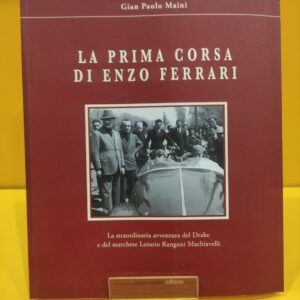 Gian Paolo Maini
LA PRIMA CORSA
DI ENZO FERRARI
La straordinaria avventura del Drake
e del marchese Lotario Rangoni Machiavelli
editore